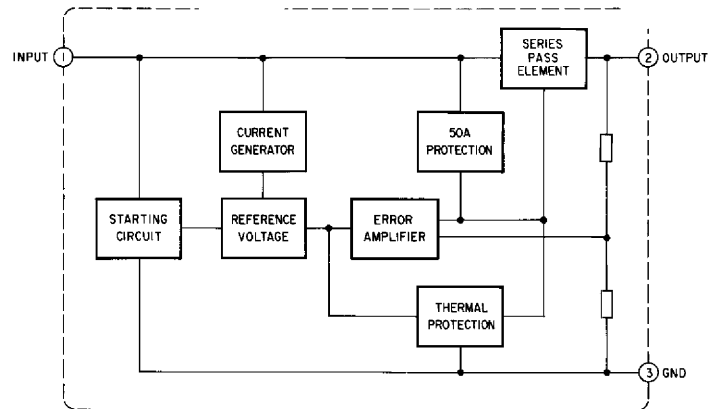 INPUT
1
SERIES
PASS
ELEMENT
2
OUTPUT
CURRENT
GENERATOR
SOA
PROTECTION
STARTING
CIRCUIT
REFERENCE
VOLTAGE
ERROR
AMPLIFIER
THERMAL
PROTECTION
3
GND